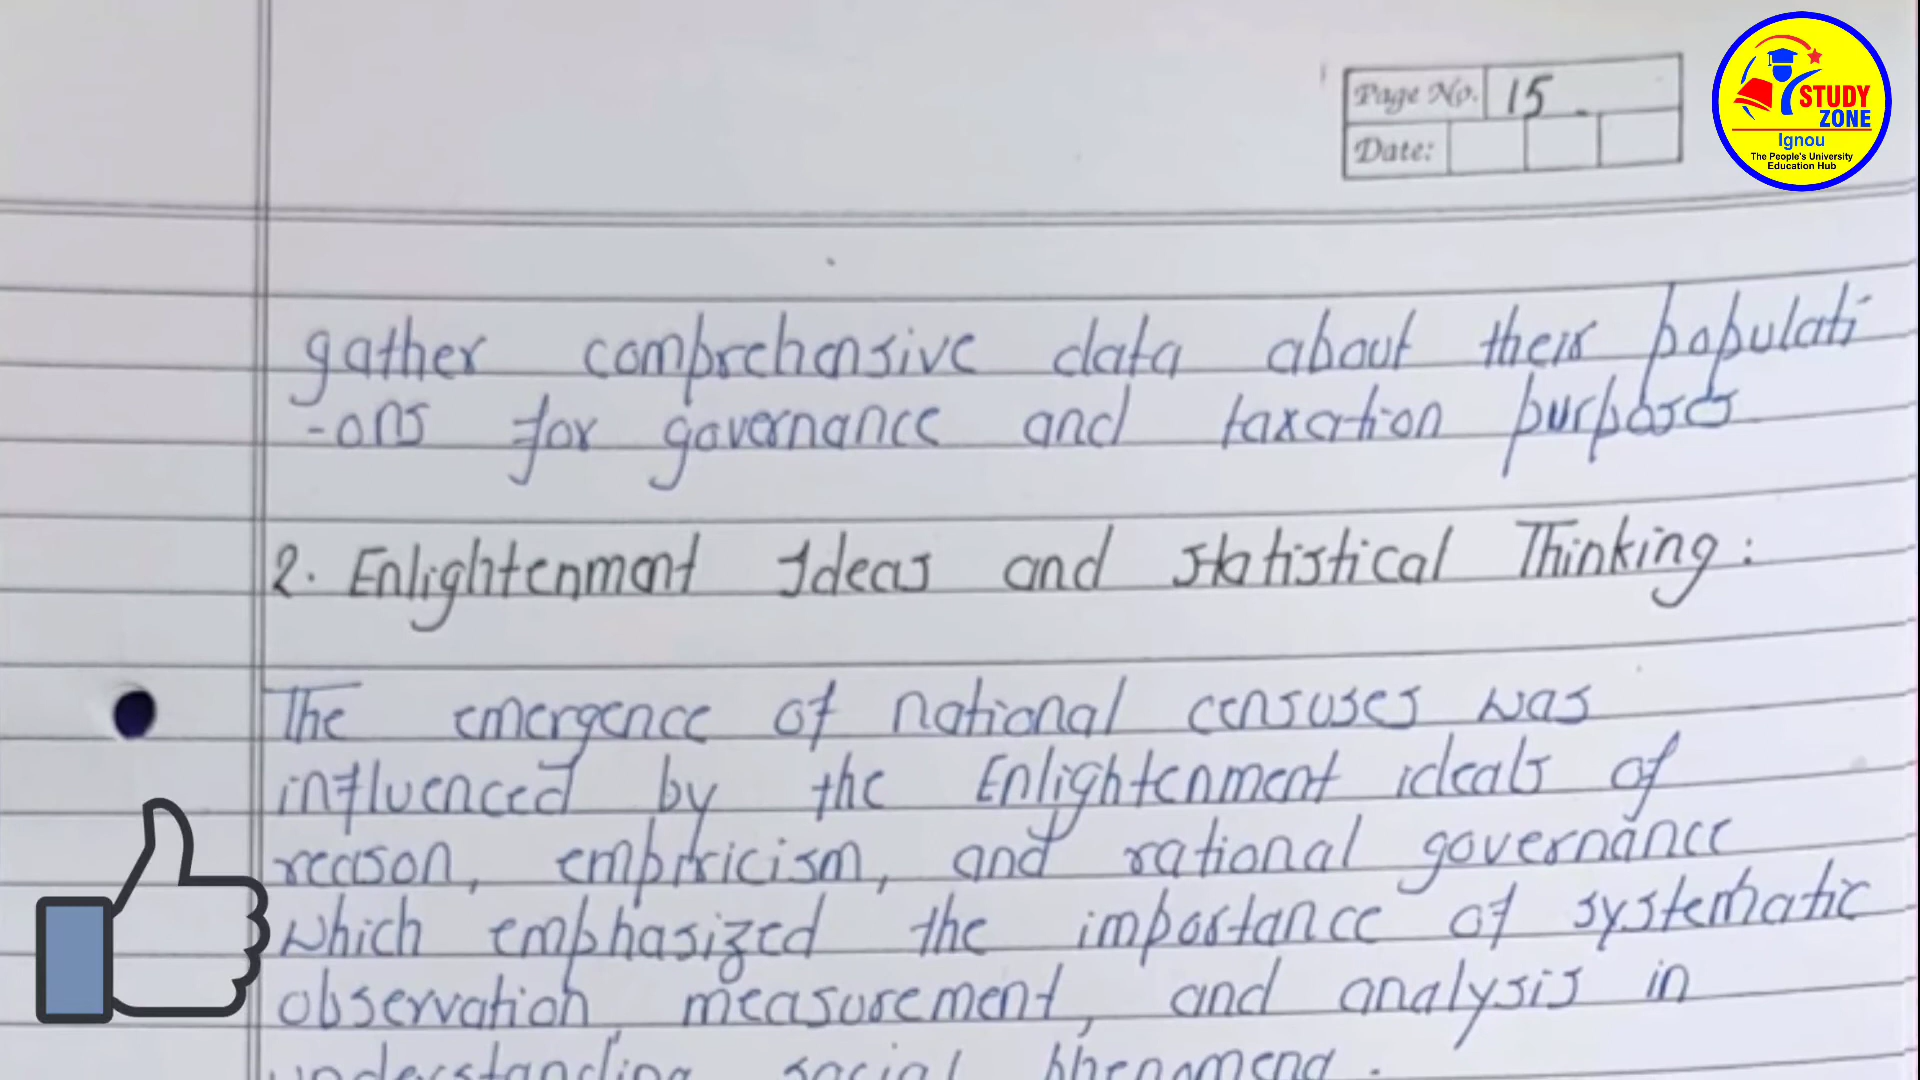 Page No. 15
Date:
STUDY
ZONE
Ignou
The People's University
Education Hub
gather comprehensive data about their populati
-ons for governance and taxation purposes
2. Enlightenment Ideas and Statistical Thinking:
The emergence of national censuses was
influenced by the Enlightenment ideals of
reason, empiricism, and rational governance
which emphasized the importance of systematic
observation, measurement, and analysis in
understanding social phenomena.